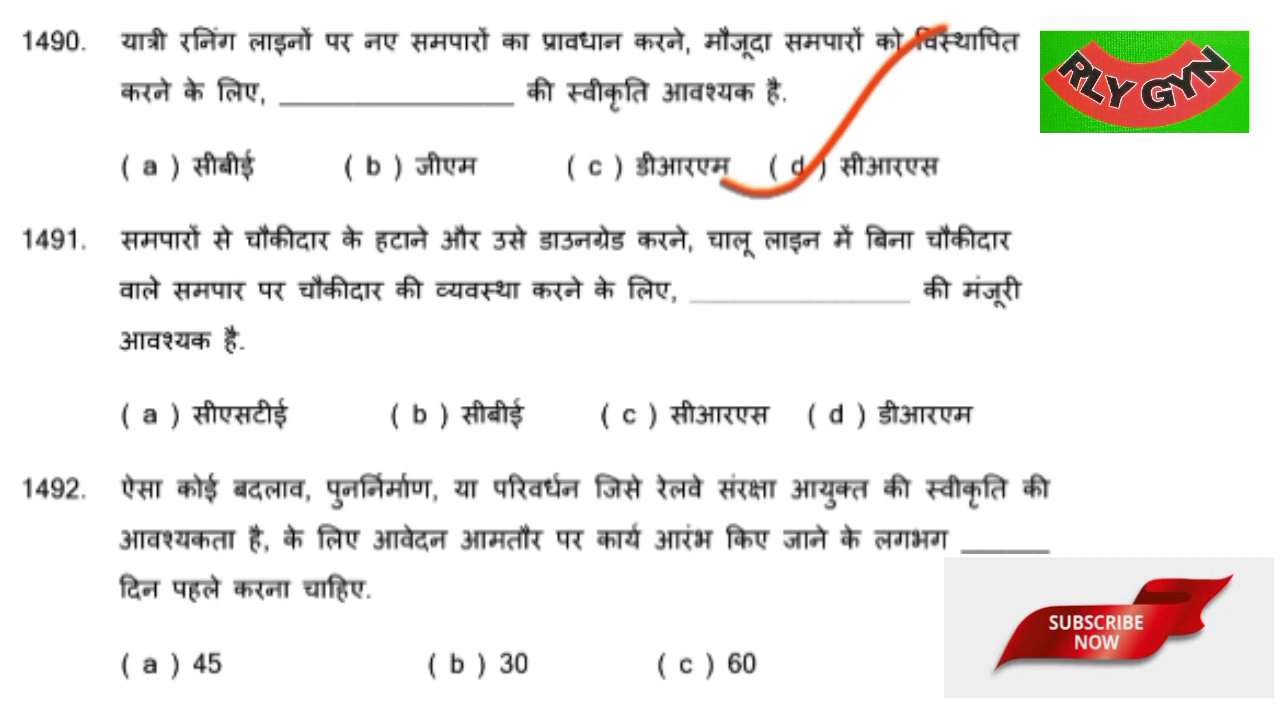 1490. यात्री रनिंग लाइनों पर नए समपारों का प्रावधान करने, मौजूदा समपारों को विस्थापित
करने के लिए, ________________ की स्वीकृति आवश्यक है.
( a ) सीबीई ( b ) जीएम ( c ) डीआरएम ( d ) सीआरएस
1491. समपारों से चौकीदार के हटाने और उसे डाउनग्रेड करने, चालू लाइन में बिना चौकीदार
वाले समपार पर चौकीदार की व्यवस्था करने के लिए, _______________ की मंजूरी
आवश्यक है.
( a ) सीएसटीई ( b ) सीबीई ( c ) सीआरएस ( d ) डीआरएम
1492. ऐसा कोई बदलाव, पुनर्निर्माण, या परिवर्धन जिसे रेलवे संरक्षा आयुक्त की स्वीकृति की
आवश्यकता है, के लिए आवेदन आमतौर पर कार्य आरंभ किए जाने के लगभग ______
दिन पहले करना चाहिए.
( a ) 45 ( b ) 30 ( c ) 60
RLY GYN
SUBSCRIBE
NOW